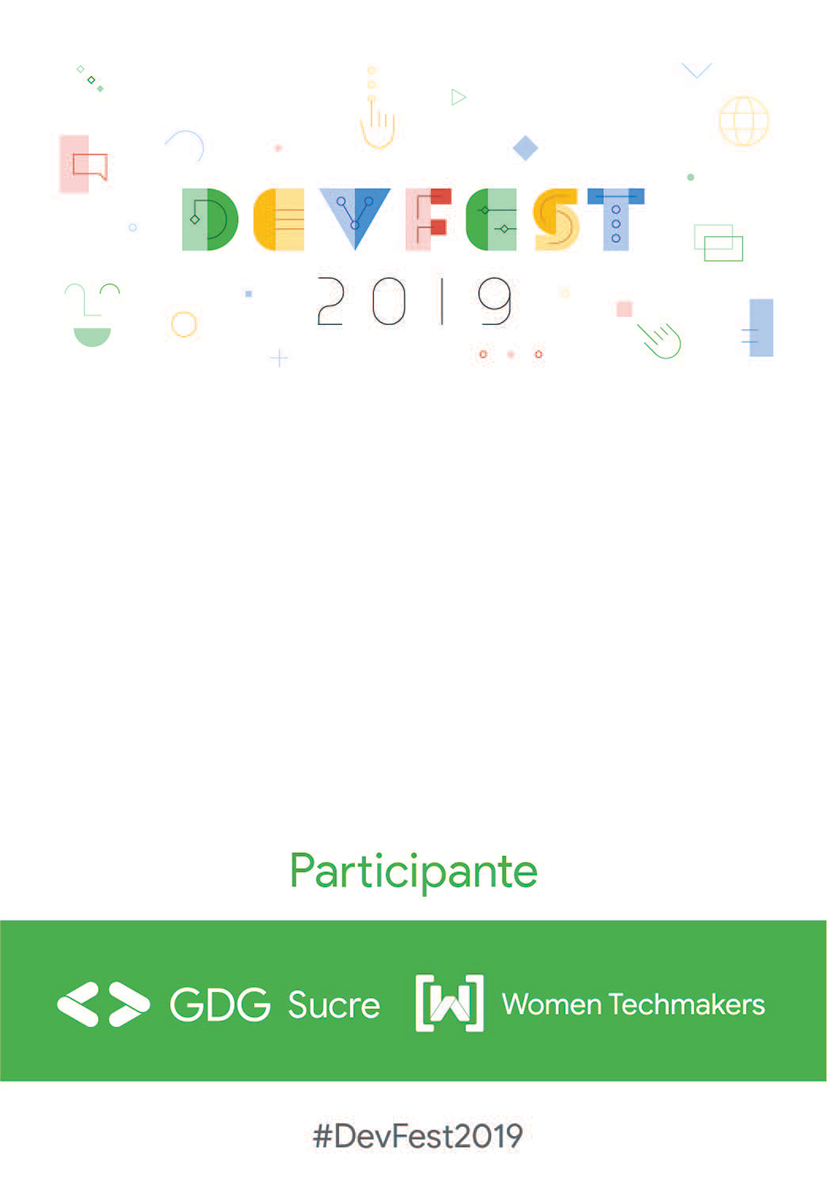 DEVFEST
2019
Participante
GDG Sucre
[W] Women Techmakers
#DevFest2019